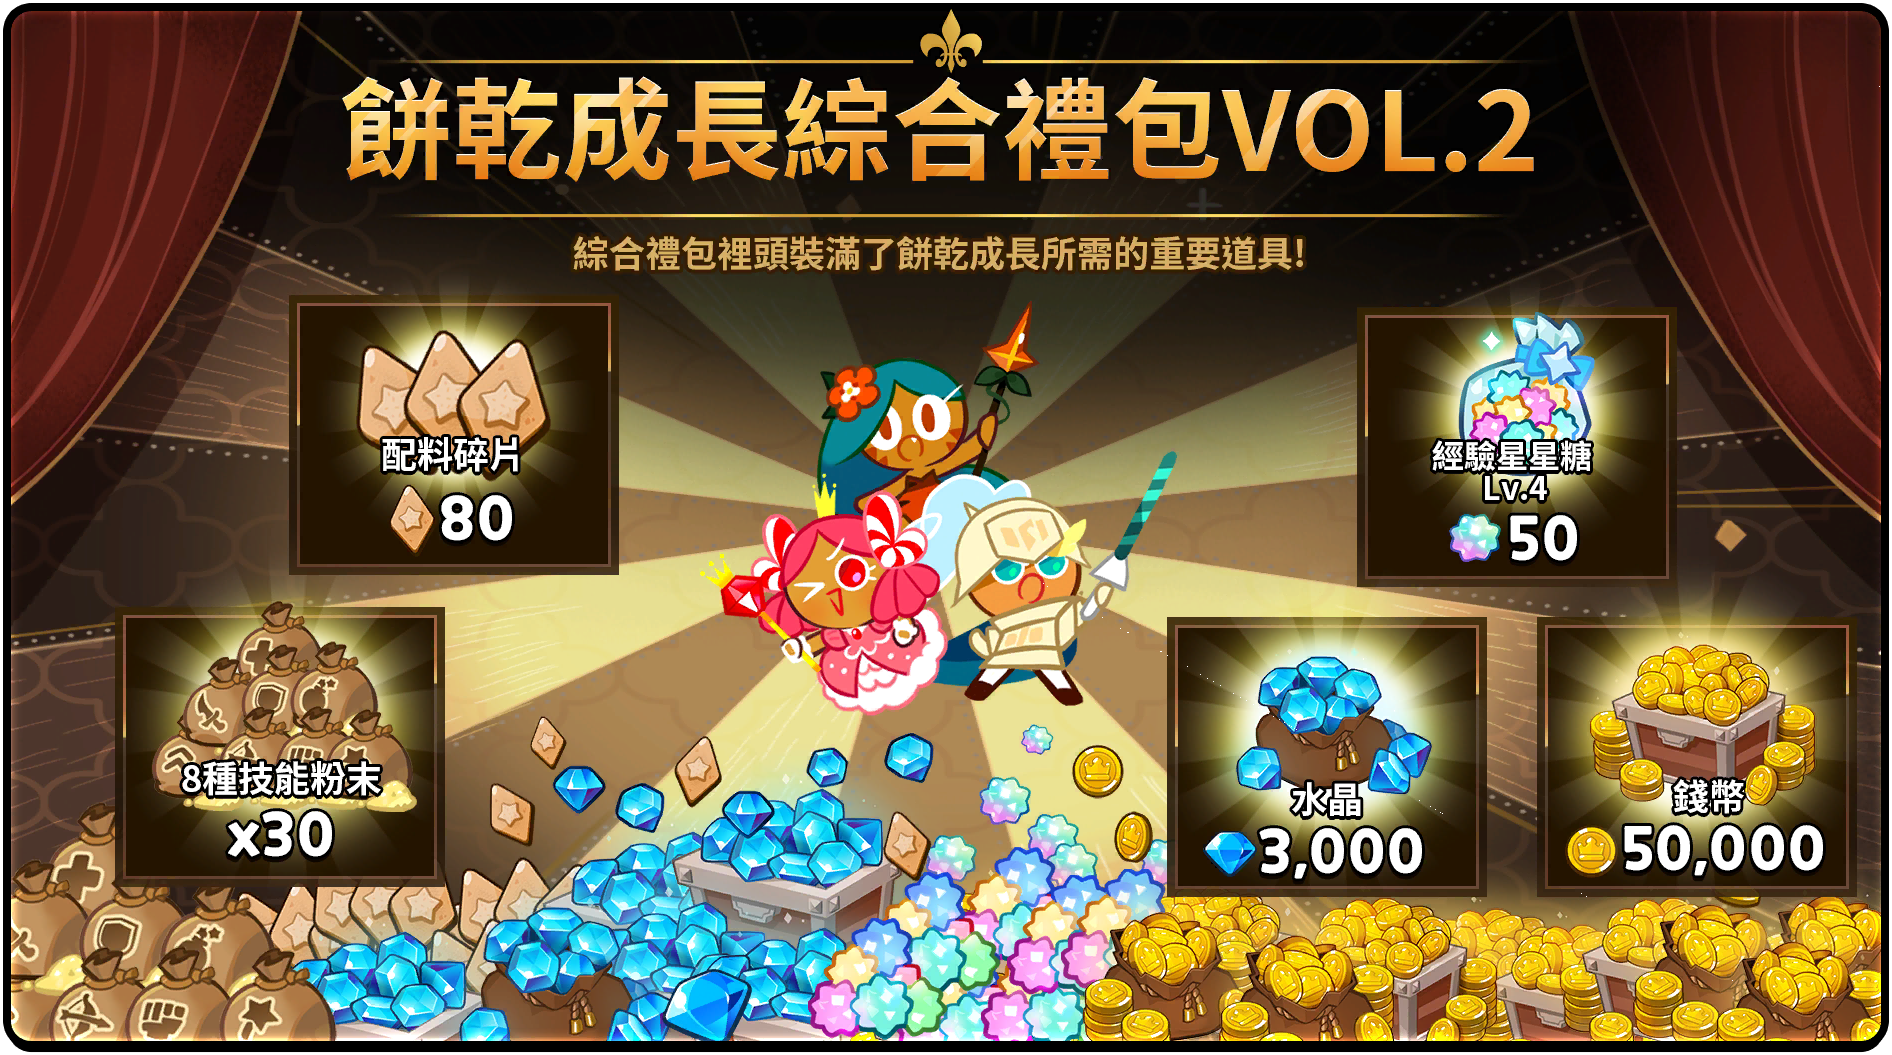 餅乾成長綜合禮包VOL.2
綜合禮包裡頭裝滿了餅乾成長所需的重要道具!
配料碎片
80
經驗星星糖
Lv.4
50
8種技能粉末
x30
水晶
3,000
錢幣
50,000